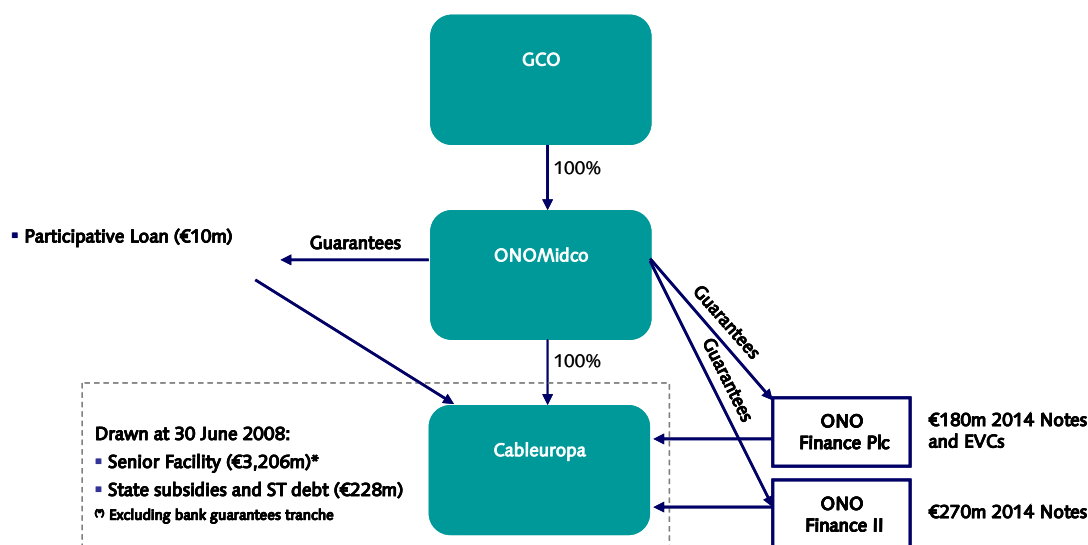 GCO
100%
▪ Participative Loan (€10m)
Guarantees
ONOMidco
Guarantees
Guarantees
100%
Drawn at 30 June 2008:
▪ Senior Facility (€3,206m)*
▪ State subsidies and ST debt (€228m)
(*) Excluding bank guarantees tranche
Cableuropa
ONO
Finance Plc
€180m 2014 Notes
and EVCs
ONO
Finance II
€270m 2014 Notes